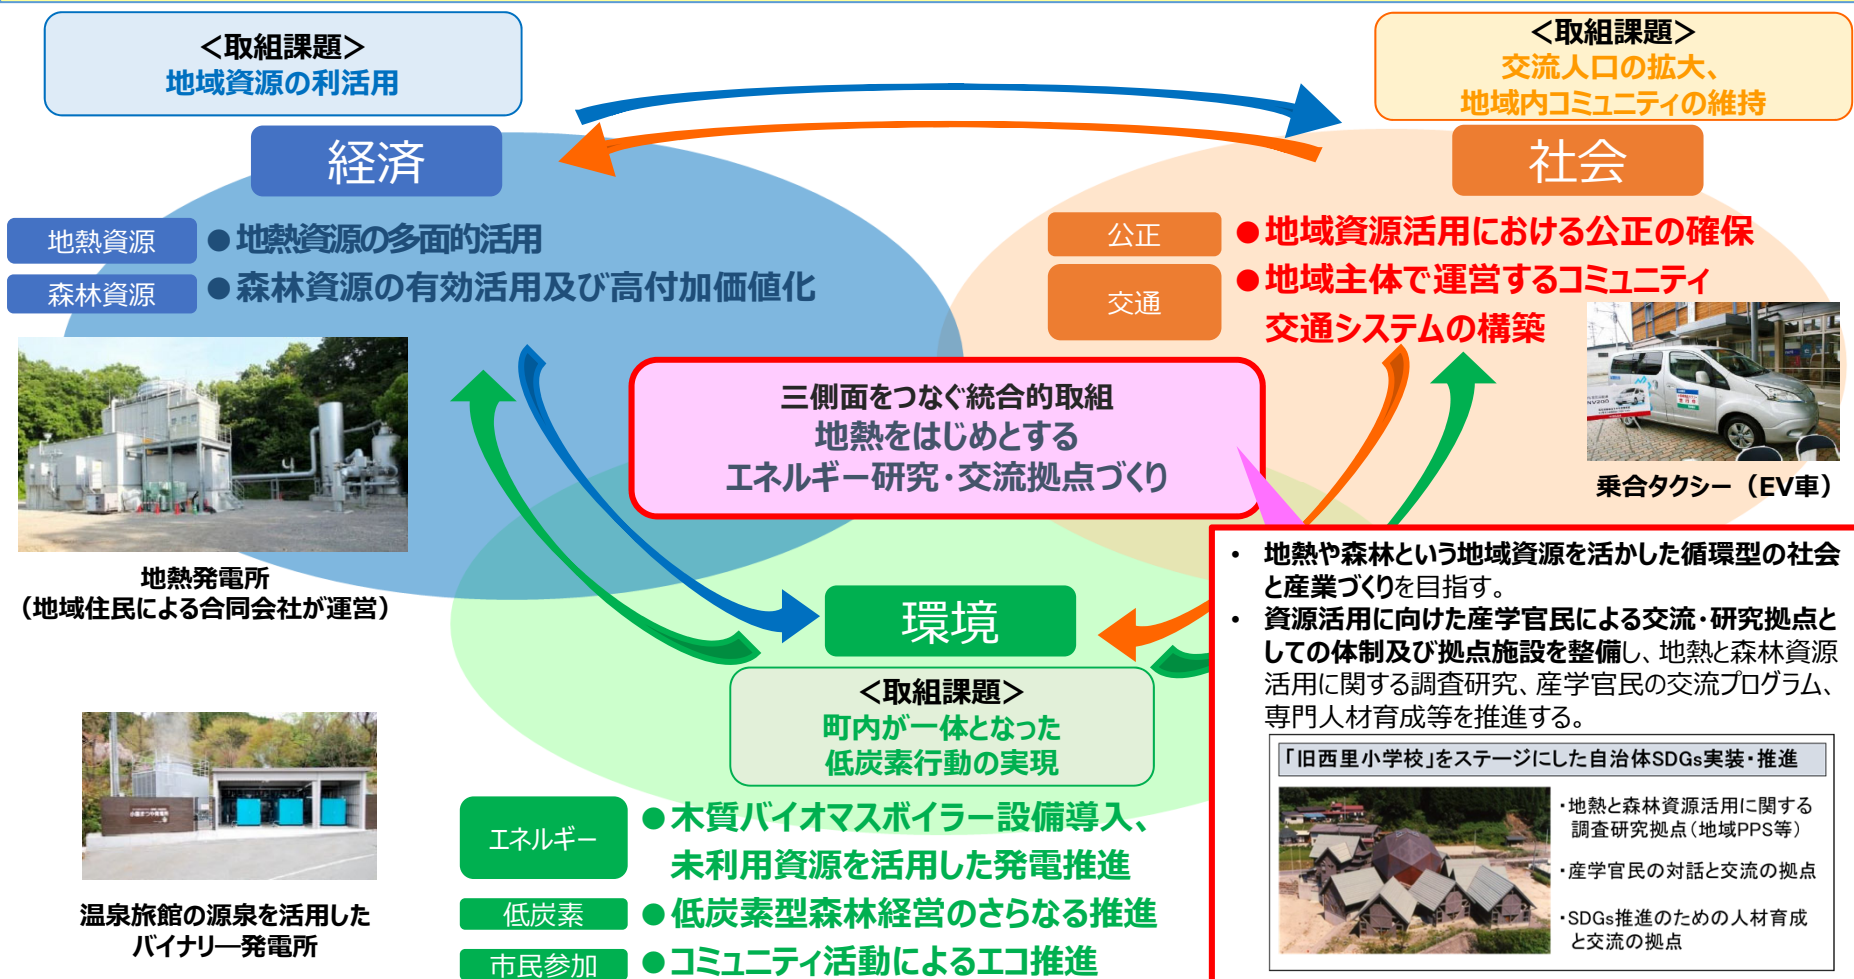 ＜取組課題＞
地域資源の利活用
＜取組課題＞
交流人口の拡大、
地域内コミュニティの維持
経済
社会
地熱資源
●地熱資源の多面的活用
森林資源
●森林資源の有効活用及び高付加価値化
公正
●地域資源活用における公正の確保
交通
●地域主体で運営するコミュニティ
交通システムの構築
三側面をつなぐ統合的取組
地熱をはじめとする
エネルギー研究・交流拠点づくり
乗合タクシー（EV車）
地熱発電所
（地域住民による合同会社が運営）
環境
＜取組課題＞
町内が一体となった
低炭素行動の実現
・ 地熱や森林という地域資源を活かした循環型の社会
と産業づくりを目指す。
・ 資源活用に向けた産学官民による交流・研究拠点と
しての体制及び拠点施設を整備し、地熱と森林資源
活用に関する調査研究、産学官民の交流プログラム、
専門人材育成等を推進する。
「旧西里小学校」をステージにした自治体SDGs実装・推進
・地熱と森林資源活用に関する
調査研究拠点（地域PPS等）
・産学官民の対話と交流の拠点
・SDGs推進のための人材育成
と交流の拠点
温泉旅館の源泉を活用した
バイナリ―発電所
エネルギー
●木質バイオマスボイラー設備導入、
未利用資源を活用した発電推進
低炭素
●低炭素型森林経営のさらなる推進
市民参加
●コミュニティ活動によるエコ推進